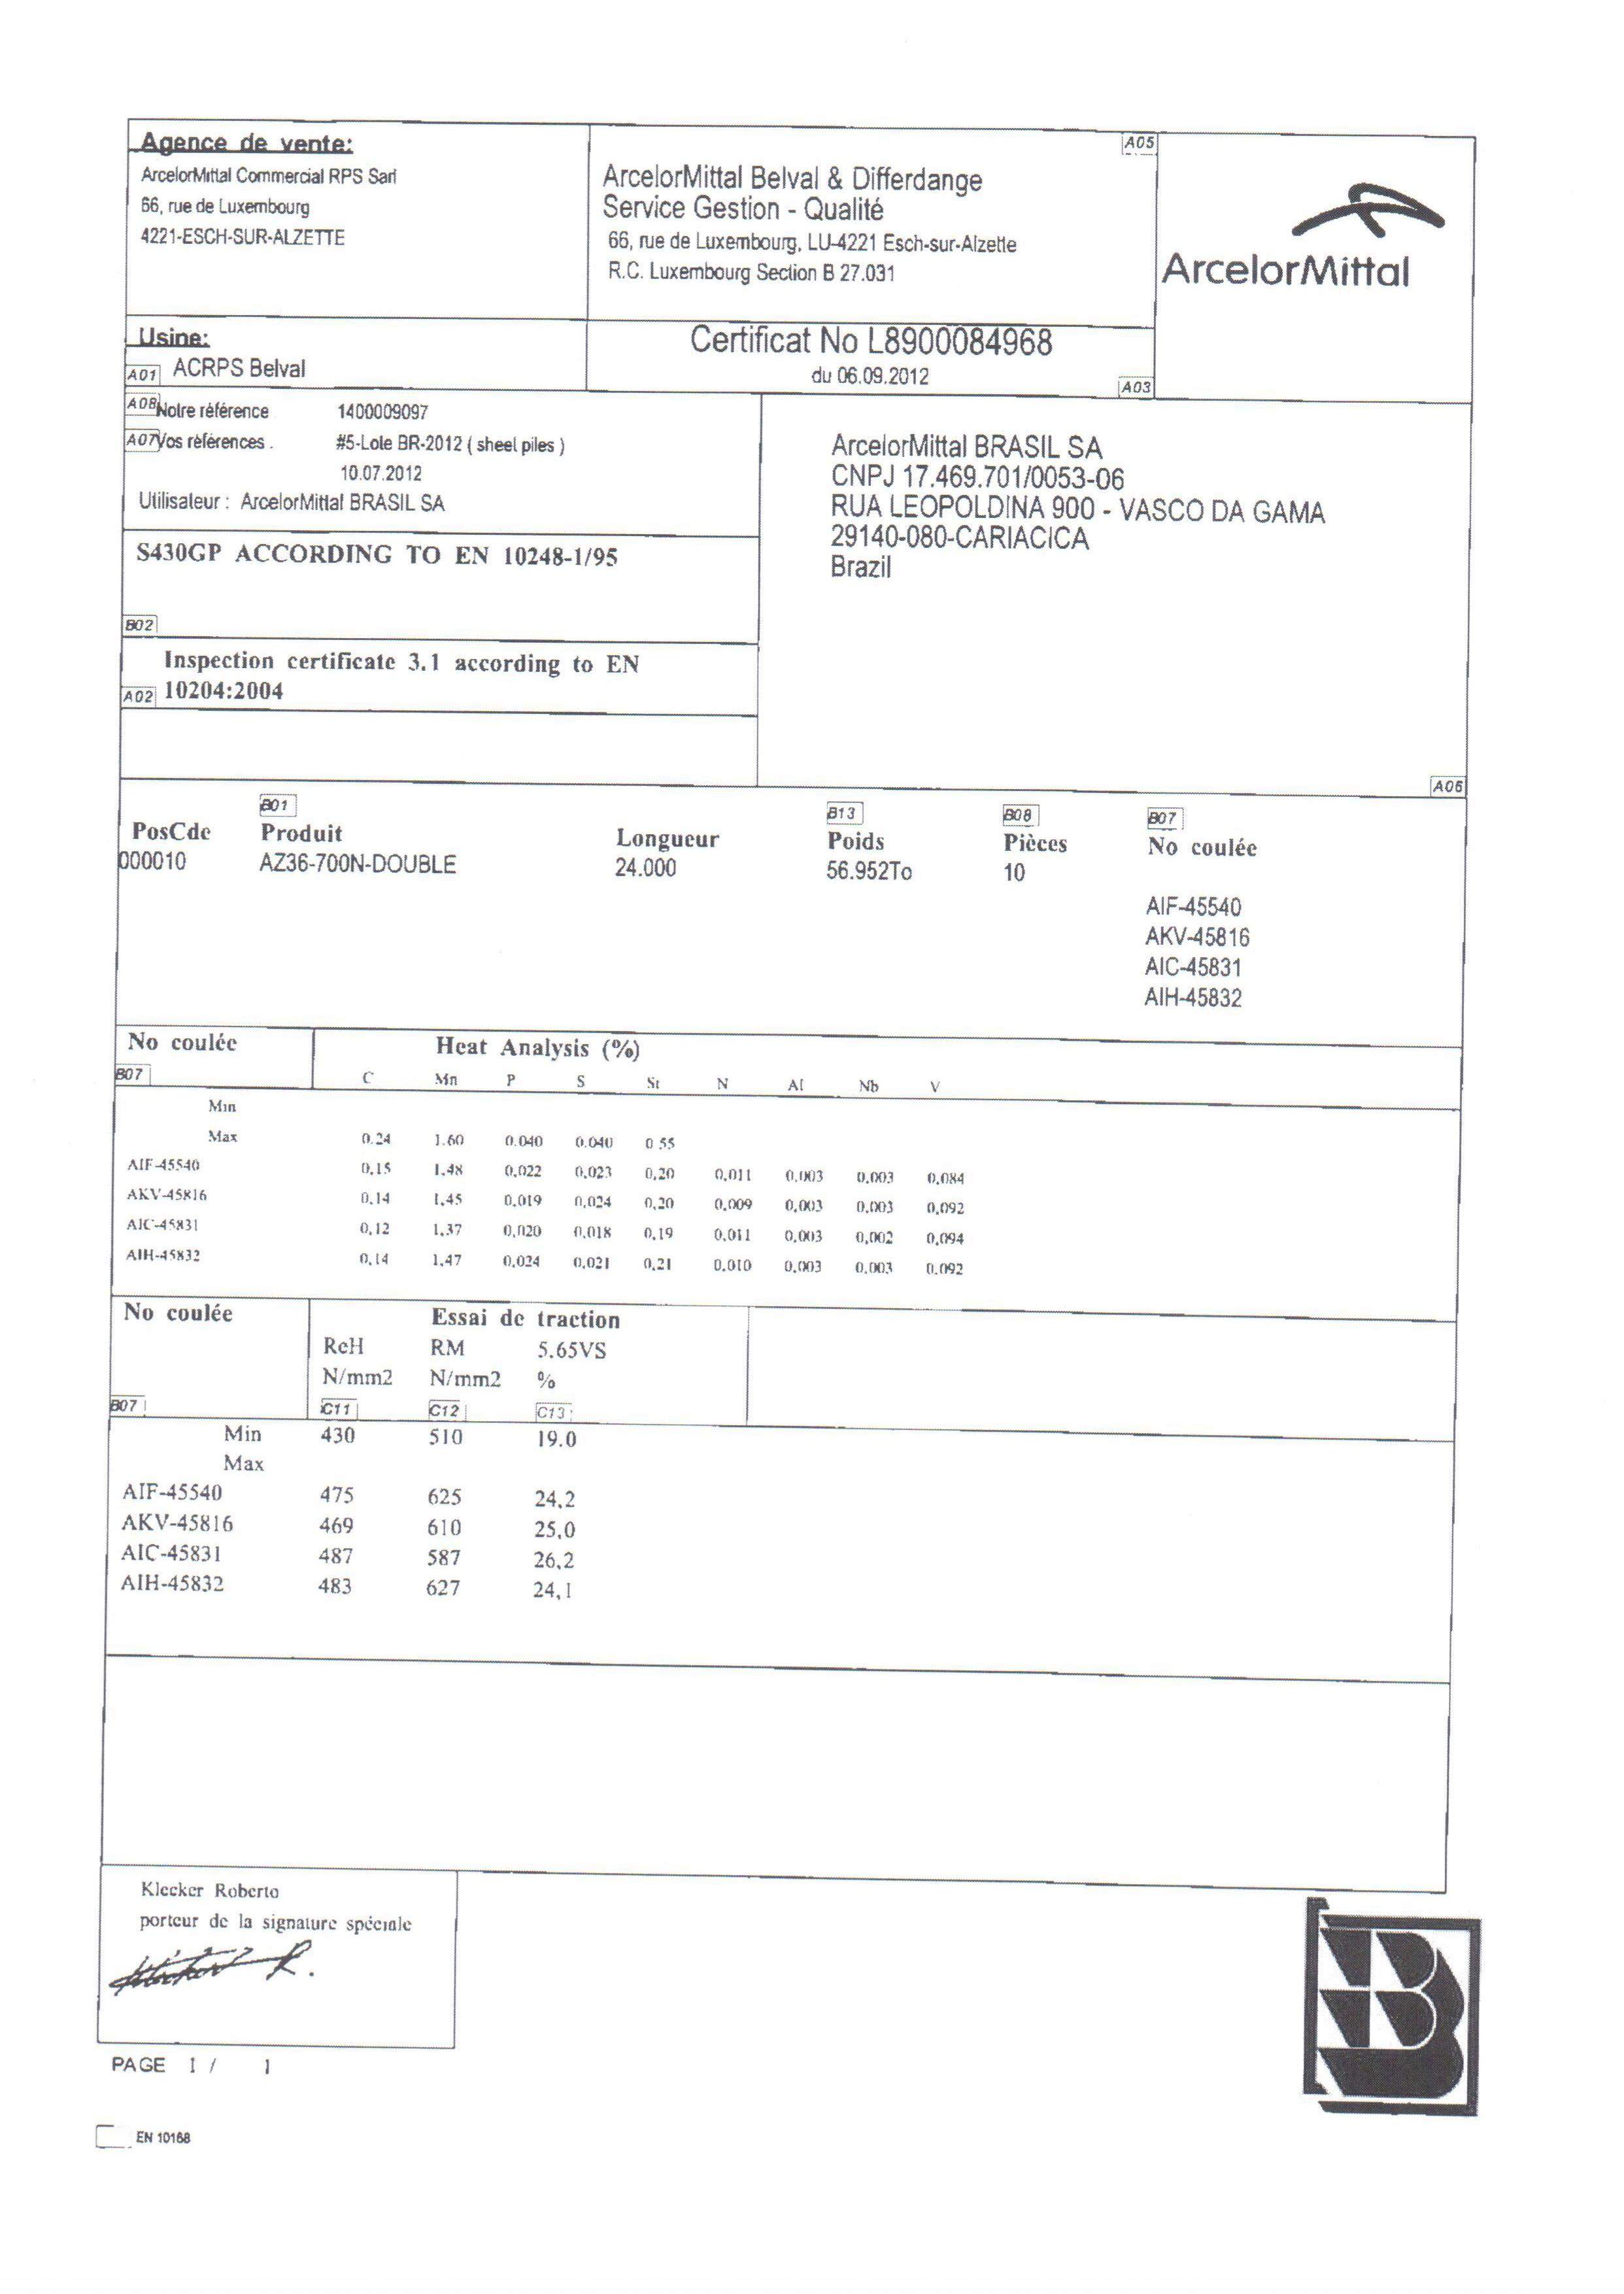 Agence de vente:
ArcelorMittal Commercial RPS Sarl
66, rue de Luxembourg
4221-ESCH-SUR-ALZETTE
A05
ArcelorMittal Belval & Differdange
Service Gestion - Qualité
66, rue de Luxembourg, LU-4221 Esch-sur-Alzette
R.C. Luxembourg Section B 27.031
ArcelorMittal
Usine:
A01 ACRPS Belval
Certificat No L8900084968
du 06.09.2012
A03
A08 Notre référence 1400009097
A07 Vos références . #5-Lote BR-2012 ( sheel piles )
10.07.2012
Utilisateur : ArcelorMittal BRASIL SA
ArcelorMittal BRASIL SA
CNPJ 17.469.701/0053-06
RUA LEOPOLDINA 900 - VASCO DA GAMA
29140-080-CARIACICA
Brazil
S430GP ACCORDING TO EN 10248-1/95
B02
Inspection certificate 3.1 according to EN
A02 10204:2004
A06
B01 B13 B08 B07
PosCde Produit Longueur Poids Pièces No coulée
000010 AZ36-700N-DOUBLE 24.000 56.952To 10
AIF-45540
AKV-45816
AIC-45831
AIH-45832
No coulée Heat Analysis (%)
B07 C Mn P S Si N Al Nb V
Min
Max 0.24 1.60 0.040 0.040 0.55
AIF-45540 0,15 1,48 0,022 0,023 0,20 0,011 0,003 0,003 0,084
AKV-45816 0,14 1,45 0,019 0,024 0,20 0,009 0,003 0,003 0,092
AIC-45831 0,12 1,37 0,020 0,018 0,19 0,011 0,003 0,002 0,094
AIH-45832 0,14 1,47 0,024 0,021 0,21 0,010 0,003 0,003 0,092
No coulée Essai de traction
ReH RM 5.65VS
N/mm2 N/mm2 %
B07 C11 C12 C13
Min 430 510 19.0
Max
AIF-45540 475 625 24,2
AKV-45816 469 610 25,0
AIC-45831 487 587 26,2
AIH-45832 483 627 24,1
Klecker Roberto
porteur de la signature spéciale
Klecker R.
PAGE 1 / 1
EN 10168